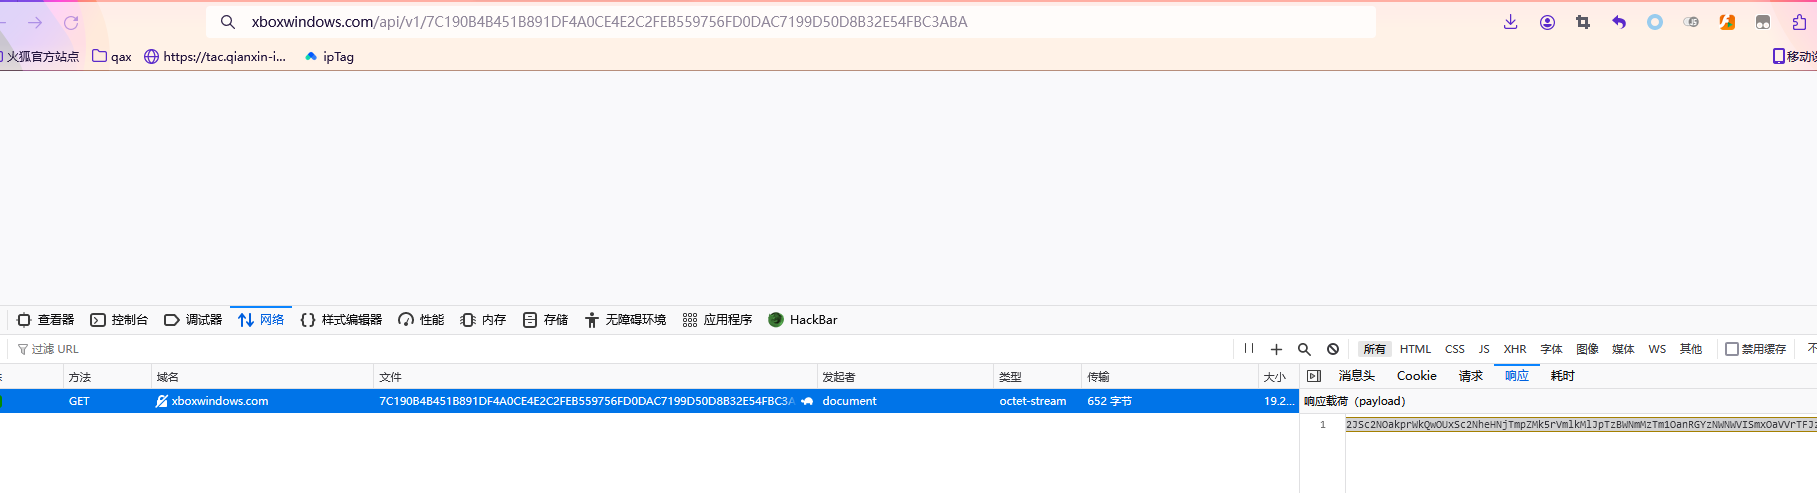 xboxwindows.com/api/v1/7C190B4B451B891DF4A0CE4E2C2FEB559756FD0DAC7199D50D8B32E54FBC3ABA
火狐官方站点 qax https://tac.qianxin-i... ipTag 移动设
查看器 控制台 调试器 网络 样式编辑器 性能 内存 存储 无障碍环境 应用程序 HackBar
过滤 URL 所有 HTML CSS JS XHR 字体 图像 媒体 WS 其他 禁用缓存 不
方法 域名 文件 发起者 类型 传输 大小 消息头 Cookie 请求 响应 耗时
GET xboxwindows.com 7C190B4B451B891DF4A0CE4E2C2FEB559756FD0DAC7199D50D8B32E54FBC3A document octet-stream 652 字节 19.2... 响应载荷 (payload)
1